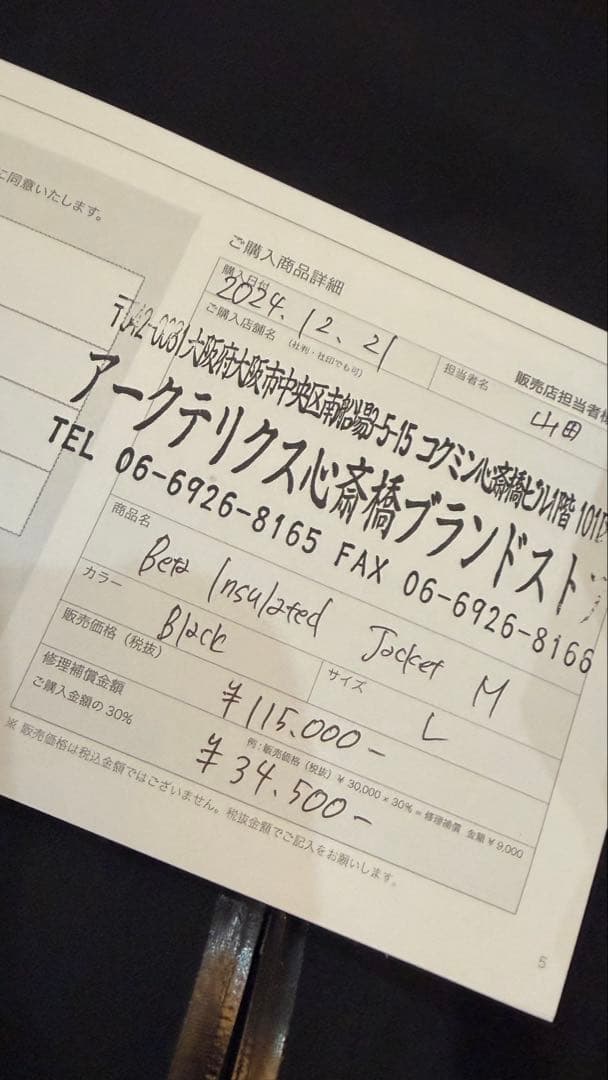 に同意いたします。
ご購入商品詳細
購入日付
2024.12.21
担当者名
販売店担当者様
山田
ご購入店舗名 (社判・社印でも可)
〒542-0081大阪府大阪市中央区南船場3-5-15 コクミン心斎橋ビル1階 101
アークテリクス心斎橋ブランドスト
TEL 06-6926-8165 FAX 06-6926-8166
商品名
Beta Insulated Jacket M
カラー
Black
サイズ
L
販売価格（税抜）
¥115.000-
修理補償金額
ご購入金額の30%
例：販売価格（税抜）¥ 30,000 × 30% = 修理補償 金額 ¥ 9,000
¥34.500-
※ 販売価格は税込金額ではございません。税抜金額でご記入をお願いします。
5